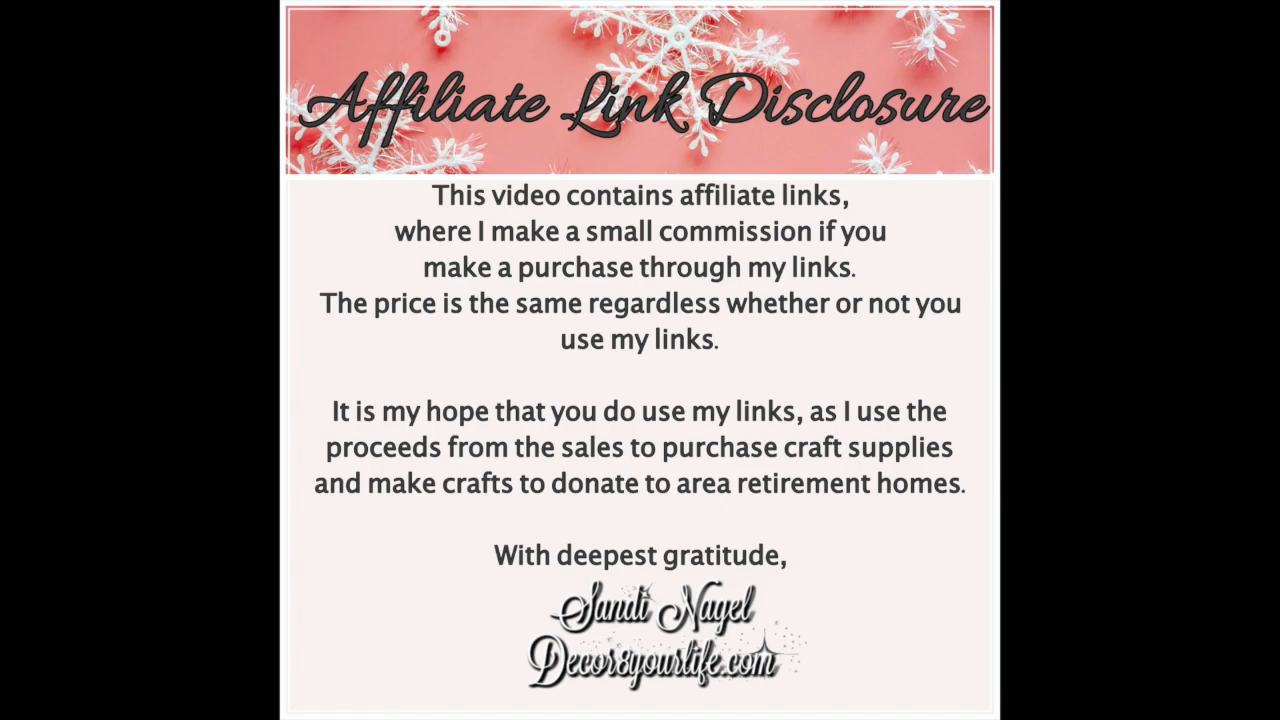 Affiliate Link Disclosure
This video contains affiliate links,
where I make a small commission if you
make a purchase through my links.
The price is the same regardless whether or not you
use my links.
It is my hope that you do use my links, as I use the
proceeds from the sales to purchase craft supplies
and make crafts to donate to area retirement homes.
With deepest gratitude,
Sandi Nagel
Decor8yourlife.com